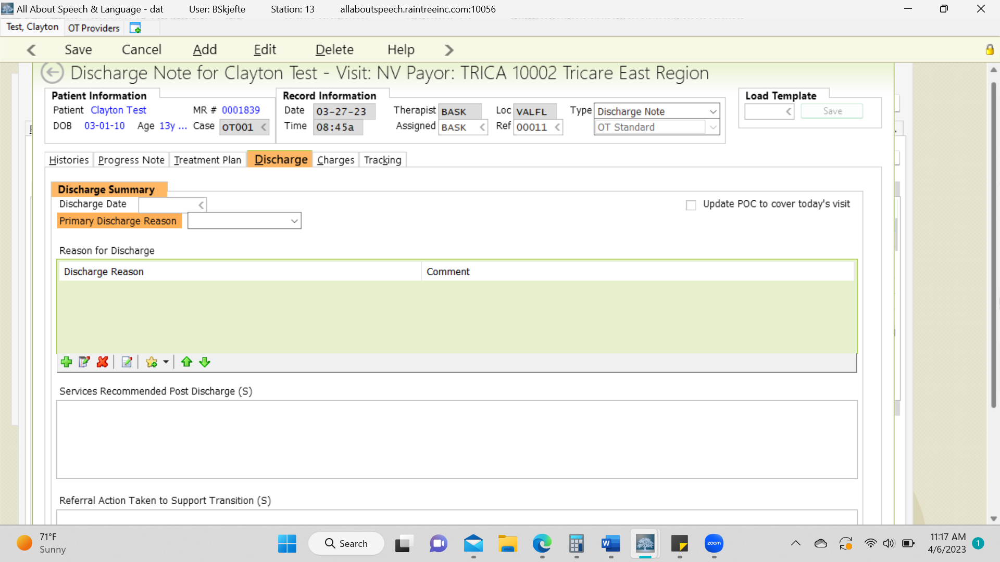 All About Speech & Language - dat User: BSkjefte Station: 13 allaboutspeech.raintreeinc.com:10056
Test, Clayton OT Providers
Save Cancel Add Edit Delete Help
Discharge Note for Clayton Test - Visit: NV Payor: TRICA 10002 Tricare East Region
Patient Information Record Information Load Template
Patient Clayton Test MR # 0001839 Date 03-27-23 Therapist BASK Loc VALFL Type Discharge Note Save
DOB 03-01-10 Age 13y ... Case OT001 Time 08:45a Assigned BASK Ref 00011 OT Standard
Histories Progress Note Treatment Plan Discharge Charges Tracking
Discharge Summary
Discharge Date Update POC to cover today's visit
Primary Discharge Reason
Reason for Discharge
Discharge Reason Comment
Services Recommended Post Discharge (S)
Referral Action Taken to Support Transition (S)
71°F
Sunny
Search
W
zoom
11:17 AM
4/6/2023
1